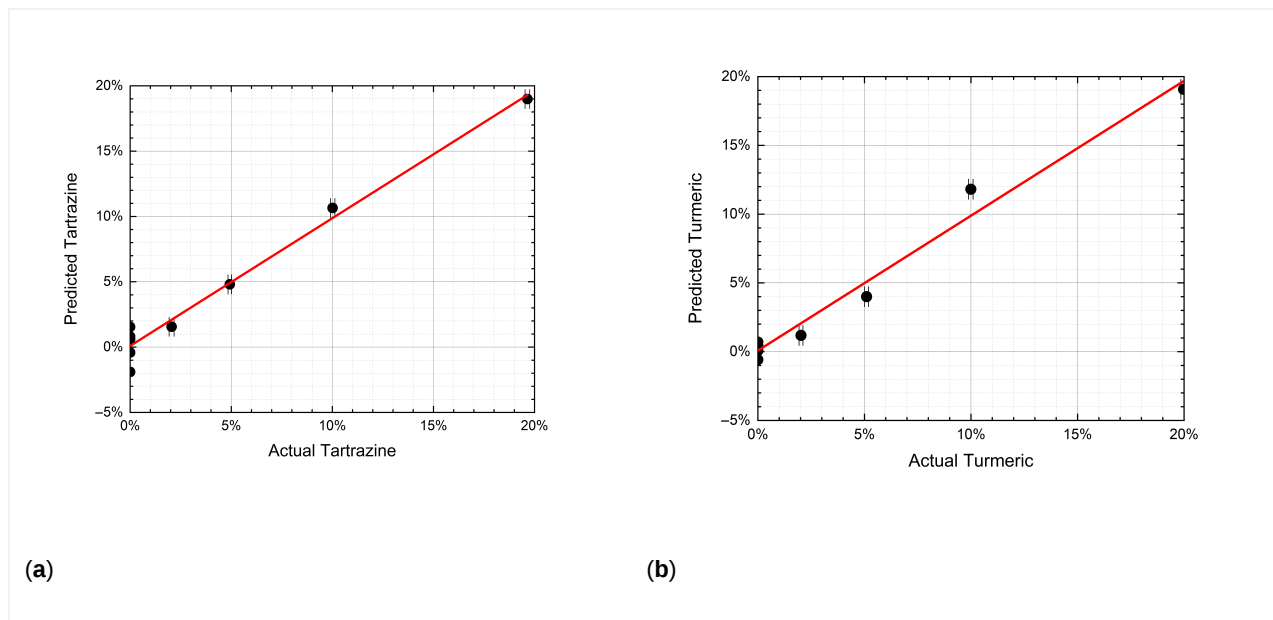 20%
15%
10%
5%
0%
–5%
Predicted Tartrazine
0% 5% 10% 15% 20%
Actual Tartrazine
(a)
20%
15%
10%
5%
0%
–5%
Predicted Turmeric
0% 5% 10% 15% 20%
Actual Turmeric
(b)